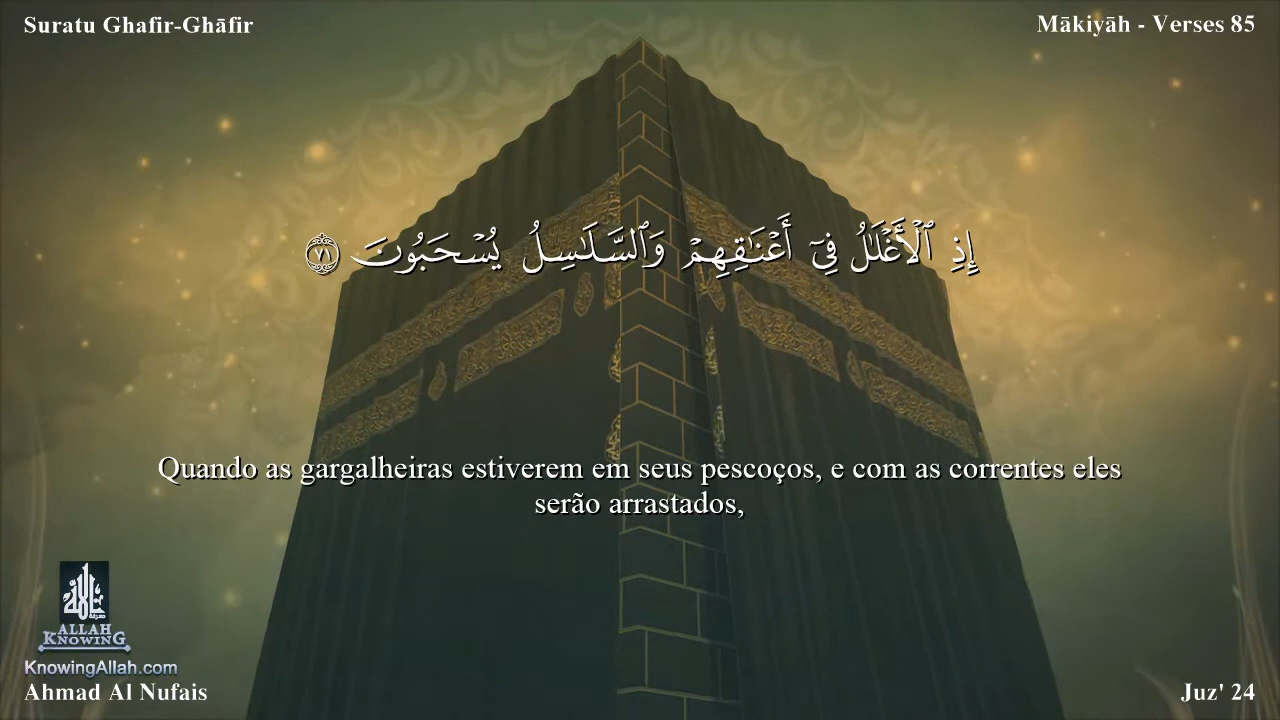 Suratu Ghafir-Ghāfir
Mākiyāh - Verses 85
إِذِ ٱلْأَغْلَٰلُ فِىٓ أَعْنَٰقِهِمْ وَٱلسَّلَٰسِلُ يُسْحَبُونَ ٧١
Quando as gargalheiras estiverem em seus pescoços, e com as correntes eles
serão arrastados,
ALLAH
KNOWING
KnowingAllah.com
Ahmad Al Nufais
Juz' 24